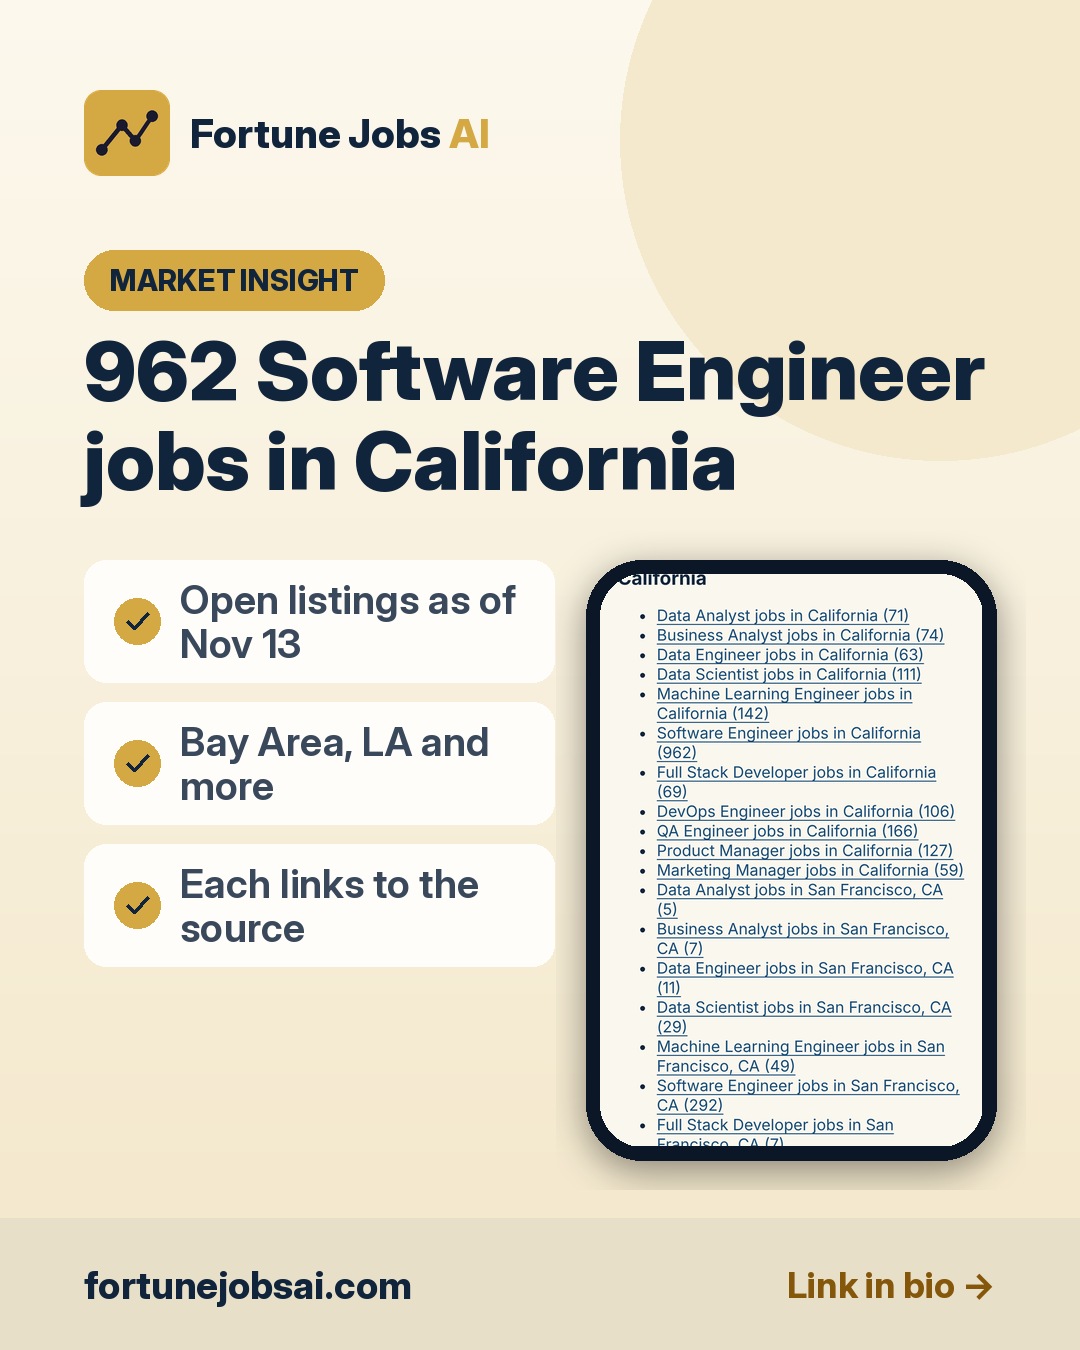 Fortune Jobs AI
MARKET INSIGHT
962 Software Engineer
jobs in California
Open listings as of
Nov 13
Bay Area, LA and
more
Each links to the
source
California
• Data Analyst jobs in California (71)
• Business Analyst jobs in California (74)
• Data Engineer jobs in California (63)
• Data Scientist jobs in California (111)
• Machine Learning Engineer jobs in
California (142)
• Software Engineer jobs in California
(962)
• Full Stack Developer jobs in California
(69)
• DevOps Engineer jobs in California (106)
• QA Engineer jobs in California (166)
• Product Manager jobs in California (127)
• Marketing Manager jobs in California (59)
• Data Analyst jobs in San Francisco, CA
(5)
• Business Analyst jobs in San Francisco,
CA (7)
• Data Engineer jobs in San Francisco, CA
(11)
• Data Scientist jobs in San Francisco, CA
(29)
• Machine Learning Engineer jobs in San
Francisco, CA (49)
• Software Engineer jobs in San Francisco,
CA (292)
• Full Stack Developer jobs in San
Francisco, CA (7)
fortunejobsai.com
Link in bio →